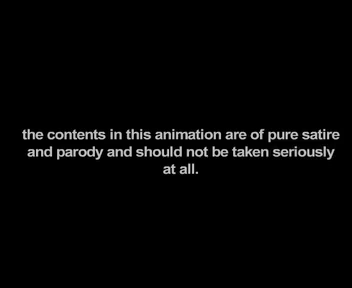 the contents in this animation are of pure satire
and parody and should not be taken seriously
at all.